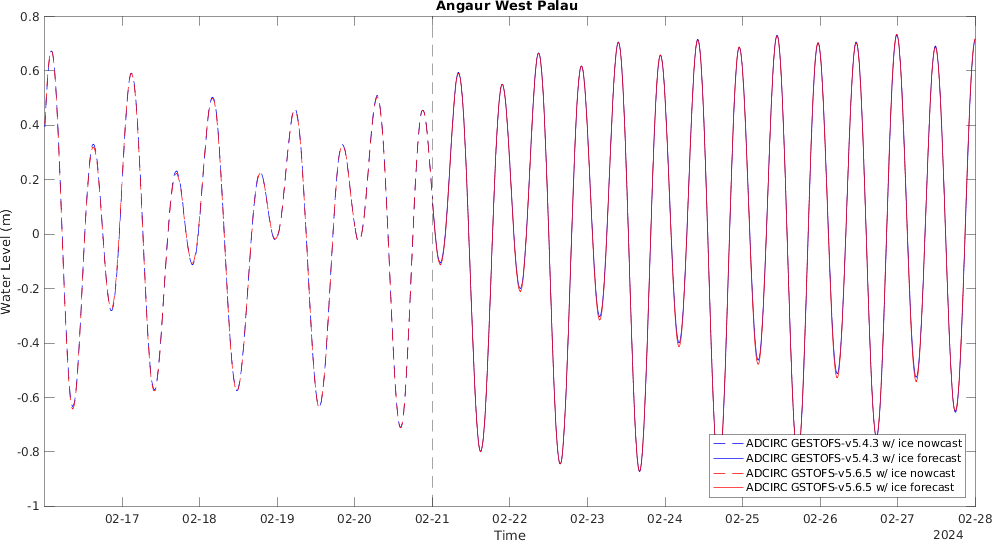 Angaur West Palau
Water Level (m)
0.8
0.6
0.4
0.2
0
-0.2
-0.4
-0.6
-0.8
-1
ADCIRC GESTOFS-v5.4.3 w/ ice nowcast
ADCIRC GESTOFS-v5.4.3 w/ ice forecast
ADCIRC GSTOFS-v5.6.5 w/ ice nowcast
ADCIRC GSTOFS-v5.6.5 w/ ice forecast
02-17 02-18 02-19 02-20 02-21 02-22 02-23 02-24 02-25 02-26 02-27 02-28
Time
2024